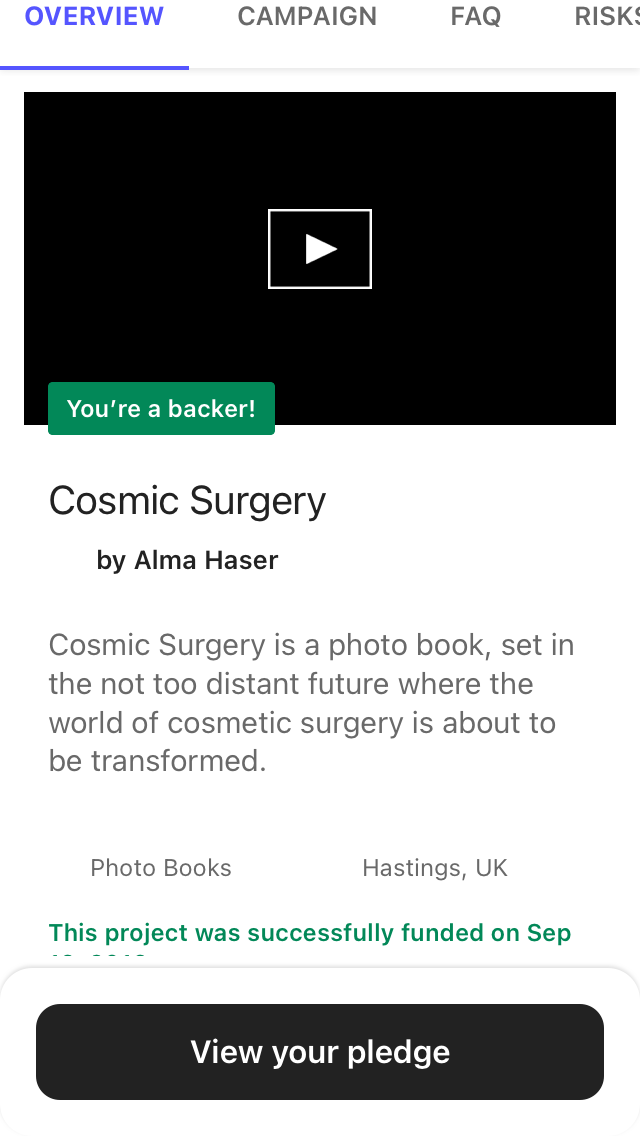 OVERVIEW CAMPAIGN FAQ RISKS
You’re a backer!
Cosmic Surgery
by Alma Haser
Cosmic Surgery is a photo book, set in
the not too distant future where the
world of cosmetic surgery is about to
be transformed.
Photo Books Hastings, UK
This project was successfully funded on Sep
View your pledge